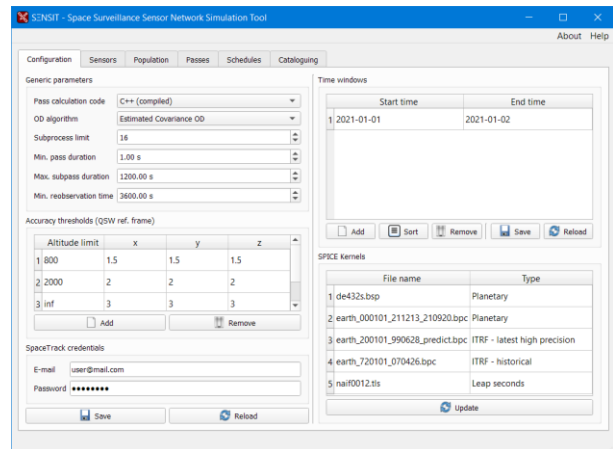 SENSIT - Space Surveillance Sensor Network Simulation Tool
About Help
Configuration Sensors Population Passes Schedules Cataloguing
Generic parameters
Pass calculation code C++ (compiled)
OD algorithm Estimated Covariance OD
Subprocess limit 16
Min. pass duration 1.00 s
Max. subpass duration 1200.00 s
Min. reobservation time 3600.00 s
Accuracy thresholds (QSW ref. frame)
Altitude limit x y z
1 800 1.5 1.5 1.5
2 2000 2 2 2
3 inf 3 3 3
Add Remove
SpaceTrack credentials
E-mail user@mail.com
Password ●●●●●●●●
Save Reload
Time windows
Start time End time
1 2021-01-01 2021-01-02
Add Sort Remove Save Reload
SPICE Kernels
File name Type
1 de432s.bsp Planetary
2 earth_000101_211213_210920.bpc Planetary
3 earth_200101_990628_predict.bpc ITRF - latest high precision
4 earth_720101_070426.bpc ITRF - historical
5 naif0012.tls Leap seconds
Update